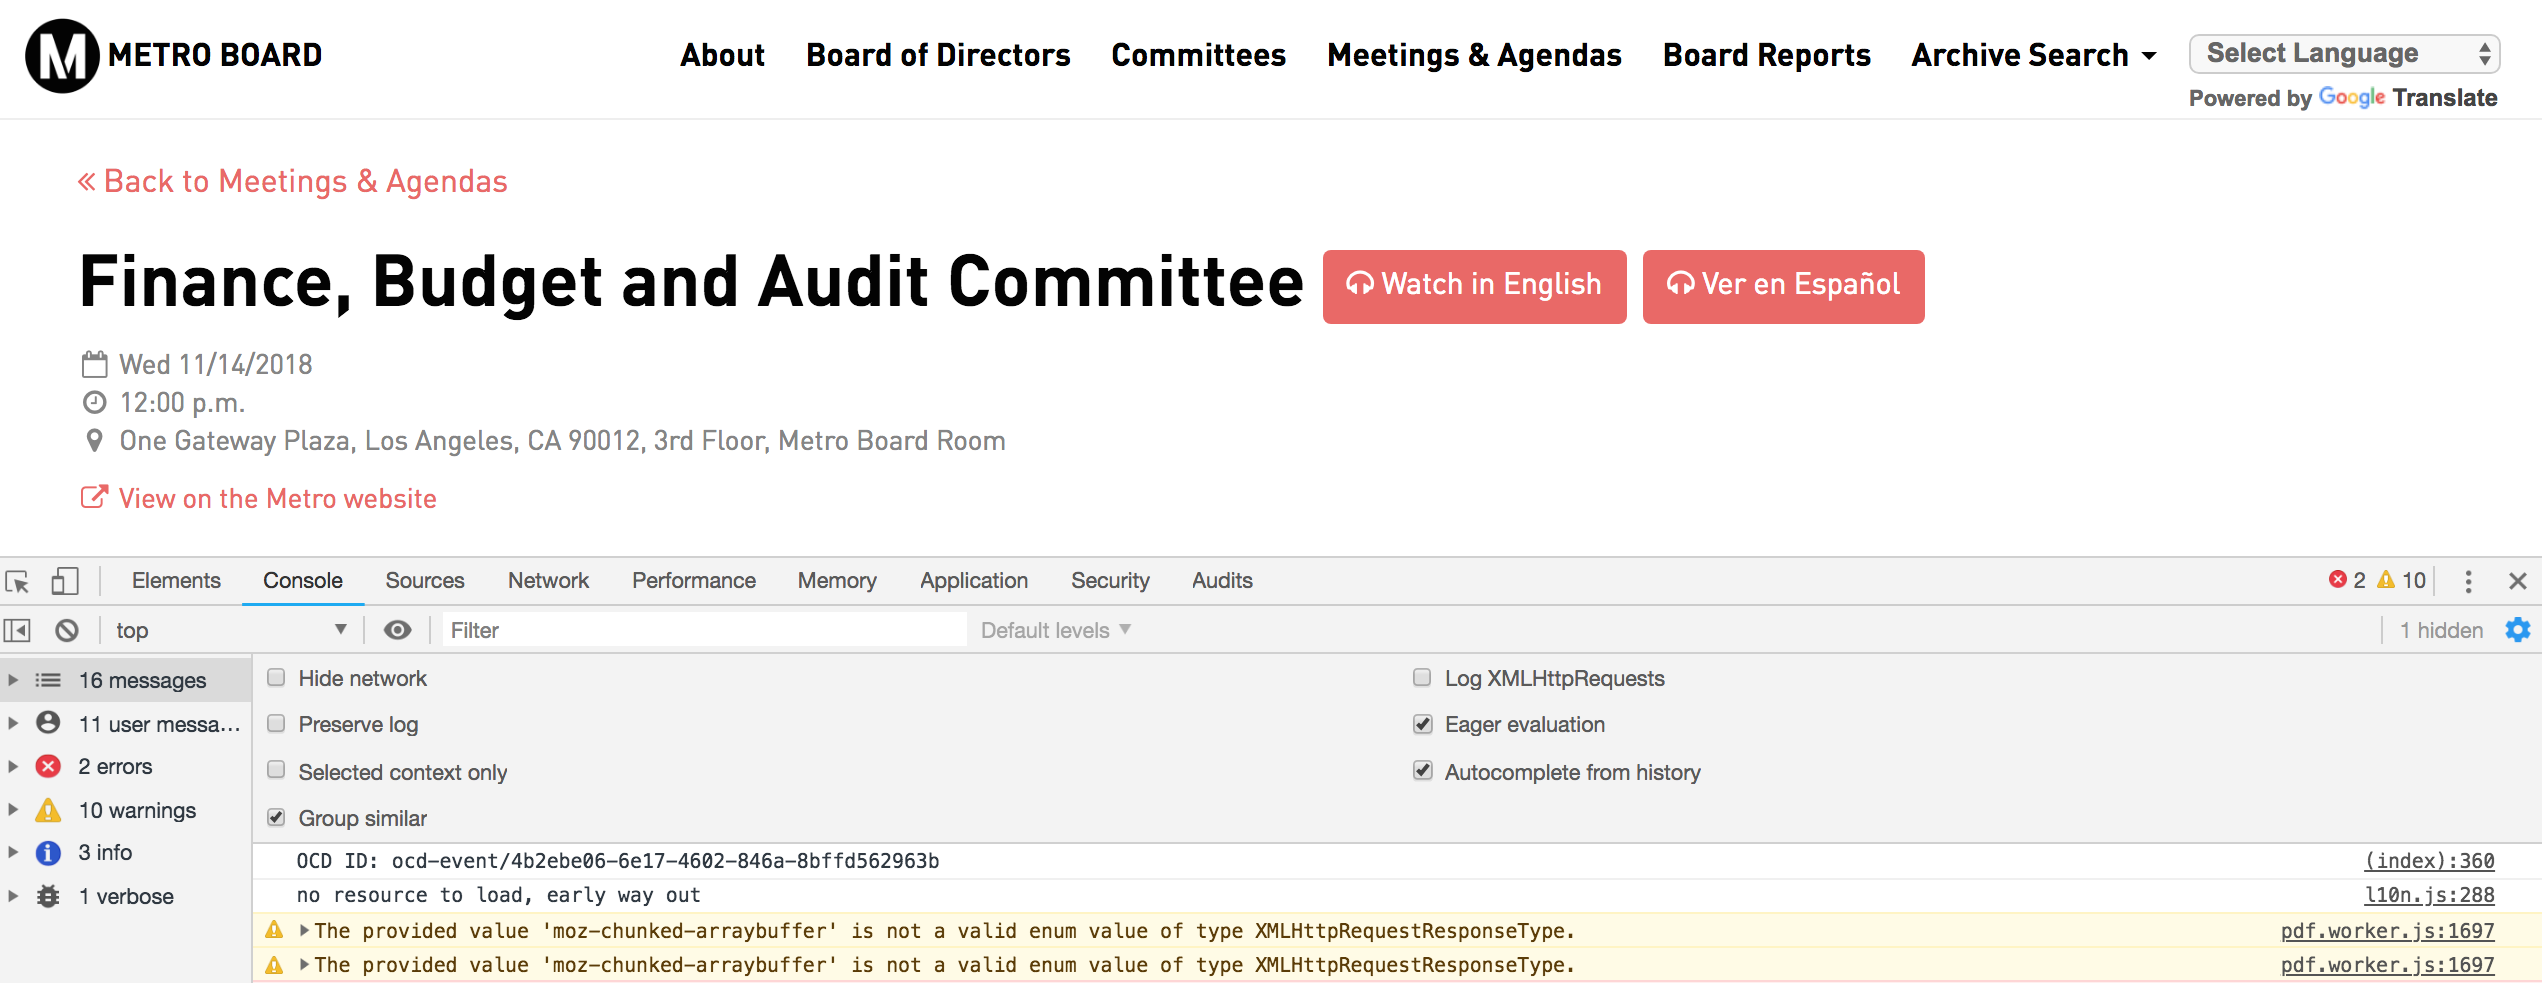 M METRO BOARD About Board of Directors Committees Meetings & Agendas Board Reports Archive Search Select Language
Powered by Google Translate
« Back to Meetings & Agendas
Finance, Budget and Audit Committee Watch in English Ver en Español
Wed 11/14/2018
12:00 p.m.
One Gateway Plaza, Los Angeles, CA 90012, 3rd Floor, Metro Board Room
View on the Metro website
Elements Console Sources Network Performance Memory Application Security Audits 2 10
top Filter Default levels 1 hidden
16 messages
11 user messa...
2 errors
10 warnings
3 info
1 verbose
Hide network Log XMLHttpRequests
Preserve log Eager evaluation
Selected context only Autocomplete from history
Group similar
OCD ID: ocd-event/4b2ebe06-6e17-4602-846a-8bffd562963b (index):360
no resource to load, early way out l10n.js:288
The provided value 'moz-chunked-arraybuffer' is not a valid enum value of type XMLHttpRequestResponseType. pdf.worker.js:1697
The provided value 'moz-chunked-arraybuffer' is not a valid enum value of type XMLHttpRequestResponseType. pdf.worker.js:1697